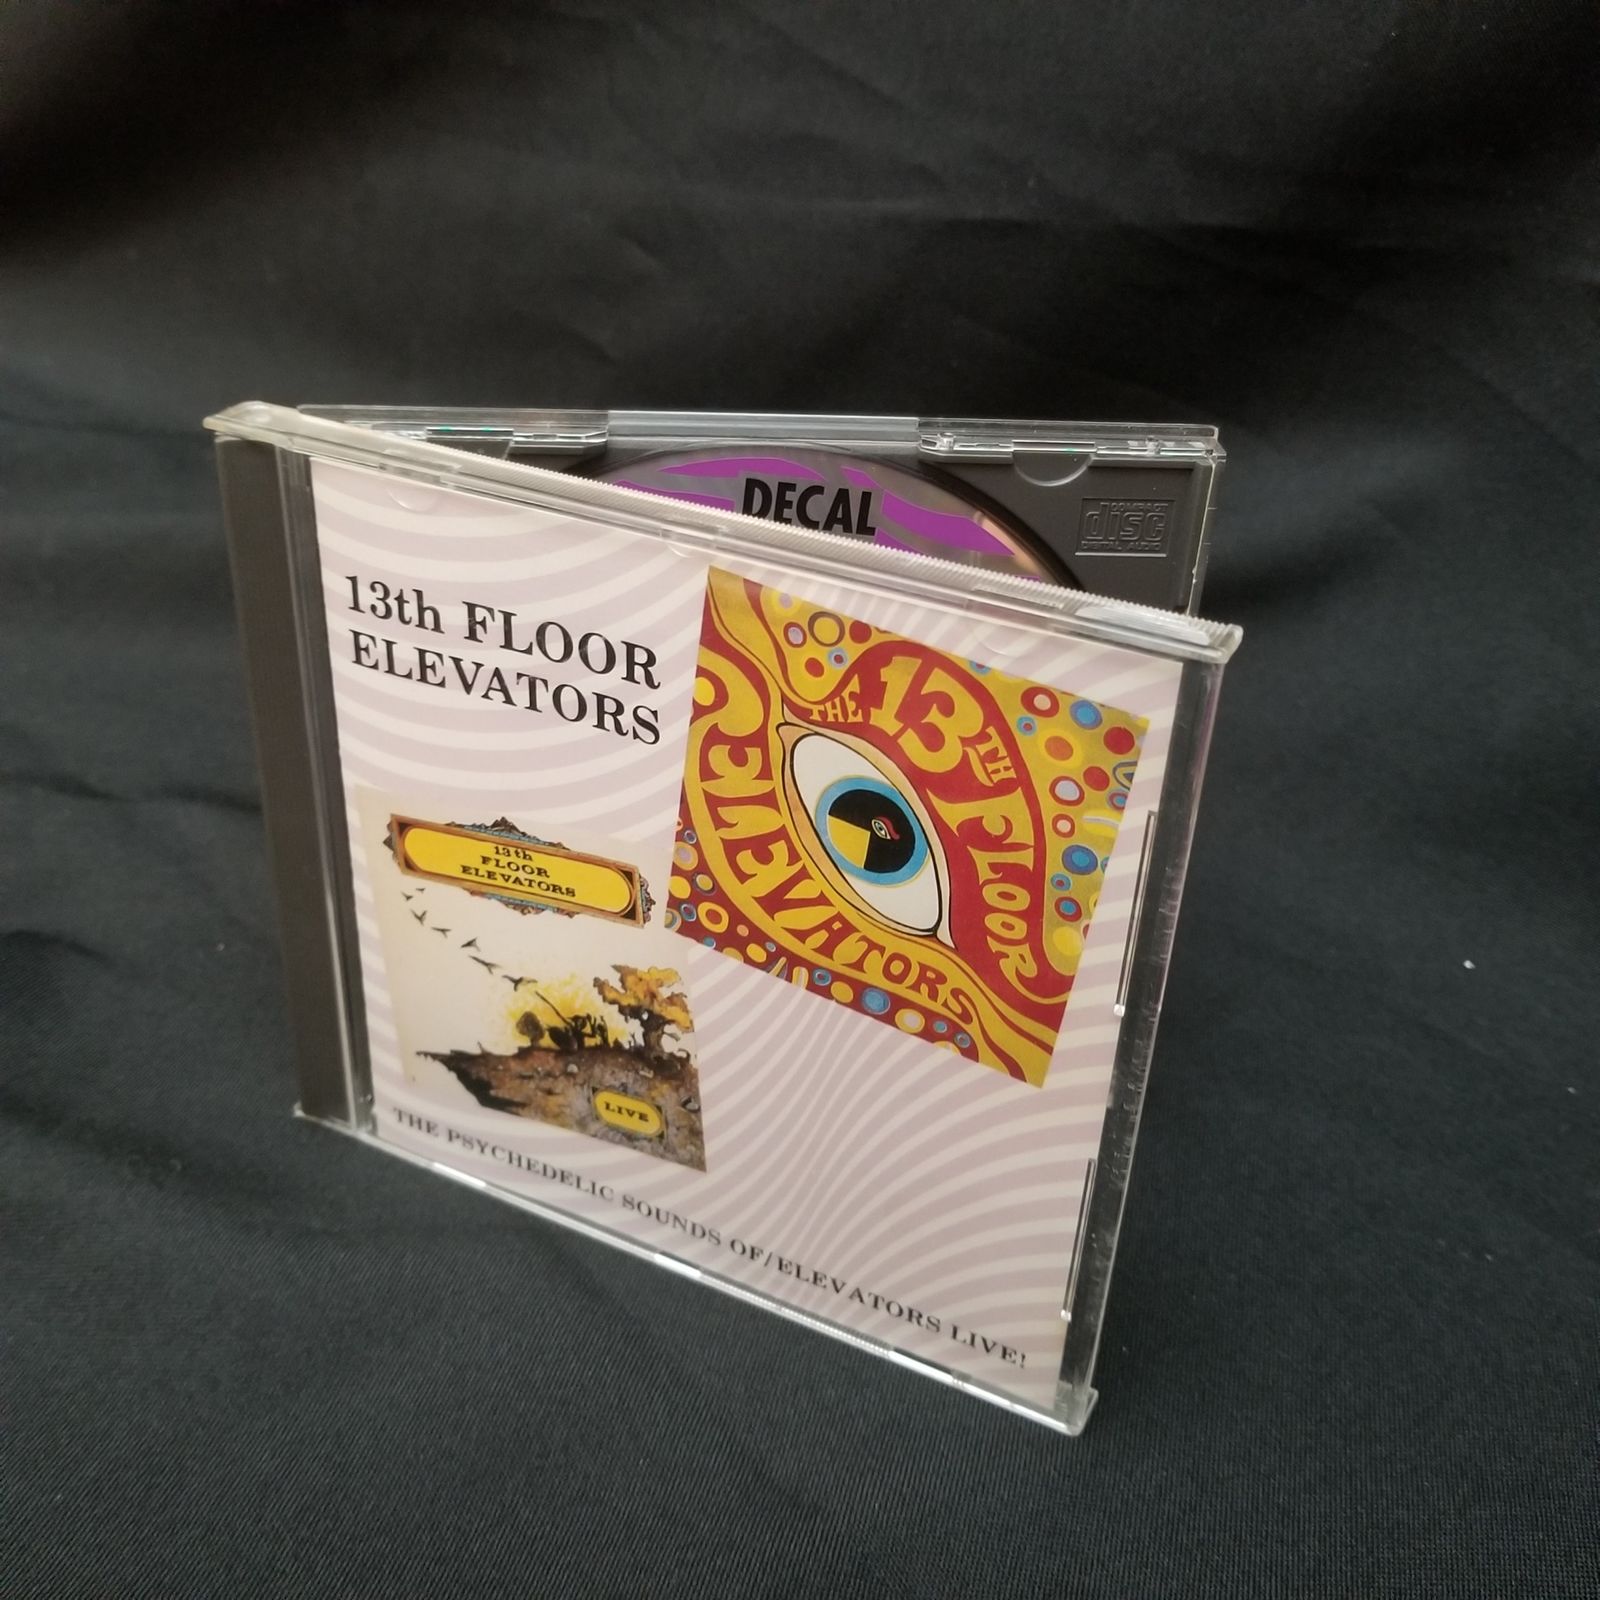 DECAL
COMPACT
disc
DIGITAL AUDIO
13th FLOOR
ELEVATORS
THE 13TH FLOOR
ELEVATORS
13th
FLOOR
ELEVATORS
LIVE
THE PSYCHEDELIC SOUNDS OF/ELEVATORS LIVE!